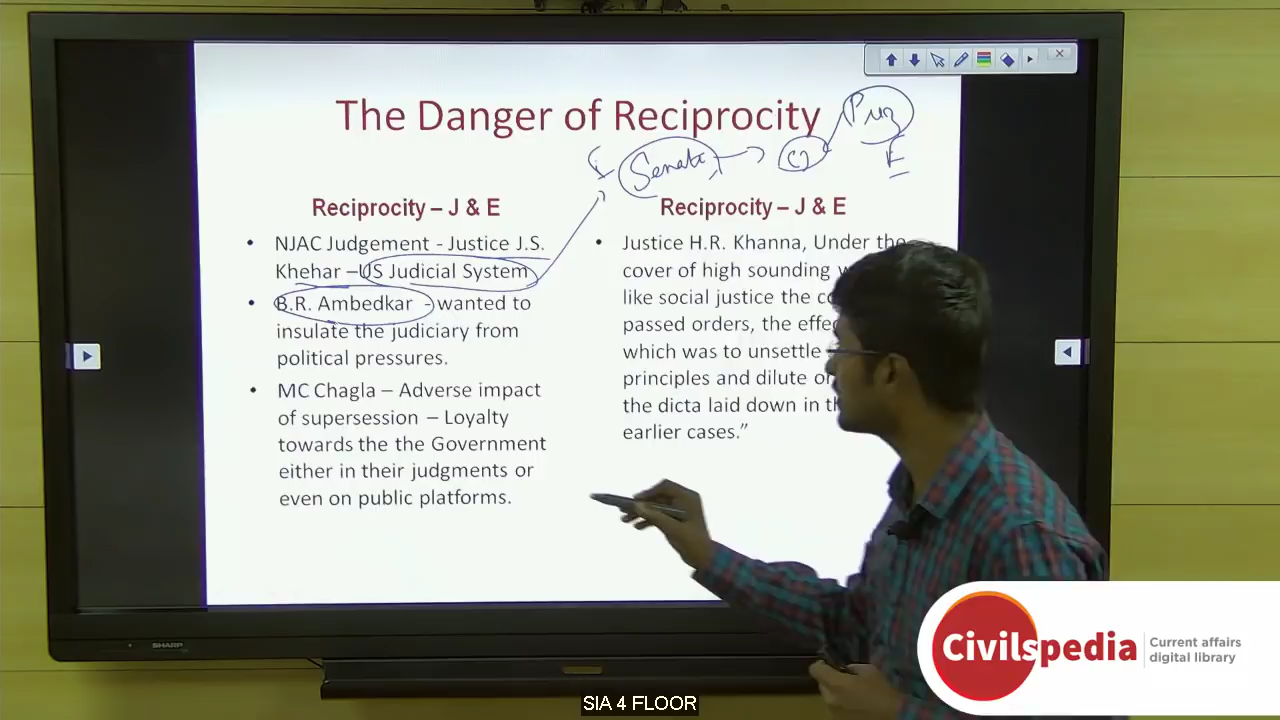 The Danger of Reciprocity
Senate
Reciprocity – J & E
• NJAC Judgement - Justice J.S.
Khehar –US Judicial System
• B.R. Ambedkar - wanted to
insulate the judiciary from
political pressures.
• MC Chagla – Adverse impact
of supersession – Loyalty
towards the the Government
either in their judgments or
even on public platforms.
Reciprocity – J & E
• Justice H.R. Khanna, Under the
cover of high sounding
like social justice the
passed orders, the
which was to unsettle
principles and dilute
the dicta laid down in
earlier cases.”
SHARP
Civilspedia
Current affairs
digital library
SIA 4 FLOOR